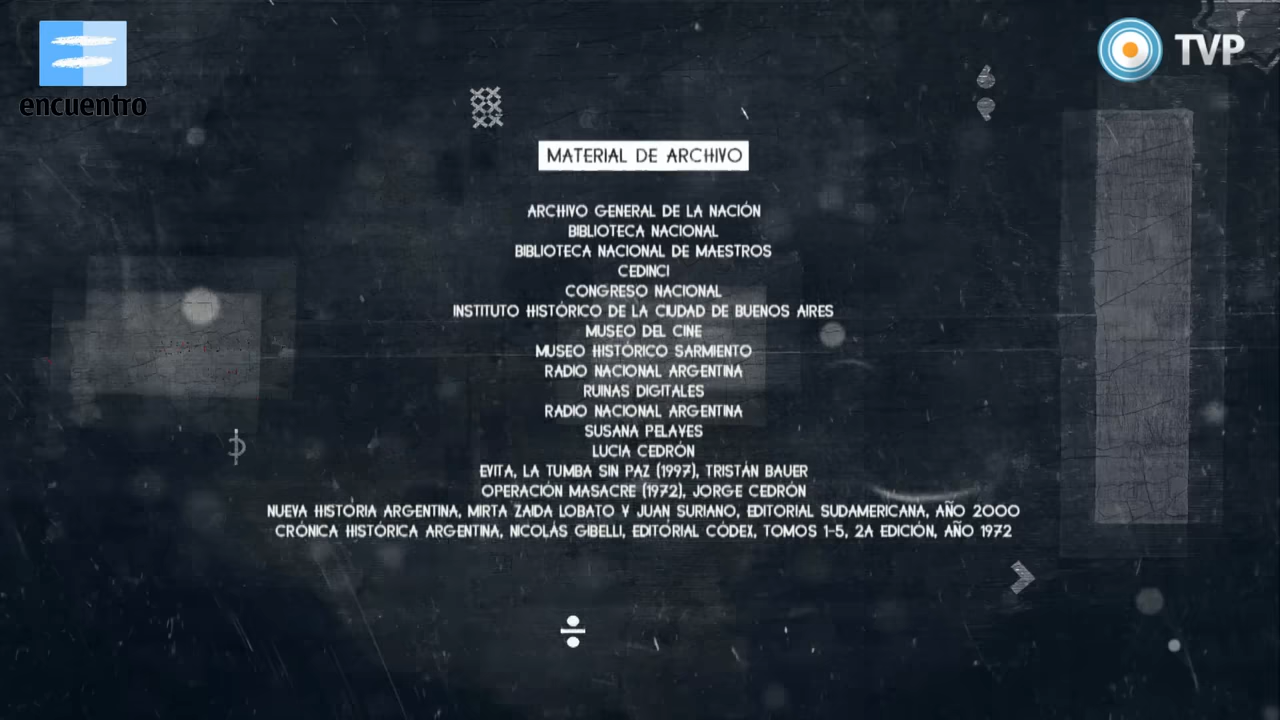 encuentro
TVP
MATERIAL DE ARCHIVO
ARCHIVO GENERAL DE LA NACIÓN
BIBLIOTECA NACIONAL
BIBLIOTECA NACIONAL DE MAESTROS
CEDINCI
CONGRESO NACIONAL
INSTITUTO HISTÓRICO DE LA CIUDAD DE BUENOS AIRES
MUSEO DEL CINE
MUSEO HISTÓRICO SARMIENTO
RADIO NACIONAL ARGENTINA
RUINAS DIGITALES
RADIO NACIONAL ARGENTINA
SUSANA PELAYES
LUCIA CEDRÓN
EVITA, LA TUMBA SIN PAZ (1997), TRISTÁN BAUER
OPERACIÓN MASACRE (1972), JORGE CEDRÓN
NUEVA HISTORIA ARGENTINA, MIRTA ZAIDA LOBATO Y JUAN SURIANO, EDITORIAL SUDAMERICANA, AÑO 2000
CRÓNICA HISTÓRICA ARGENTINA, NICOLÁS GIBELLI, EDITORIAL CÓDEX, TOMOS 1-5, 2A EDICIÓN, AÑO 1972